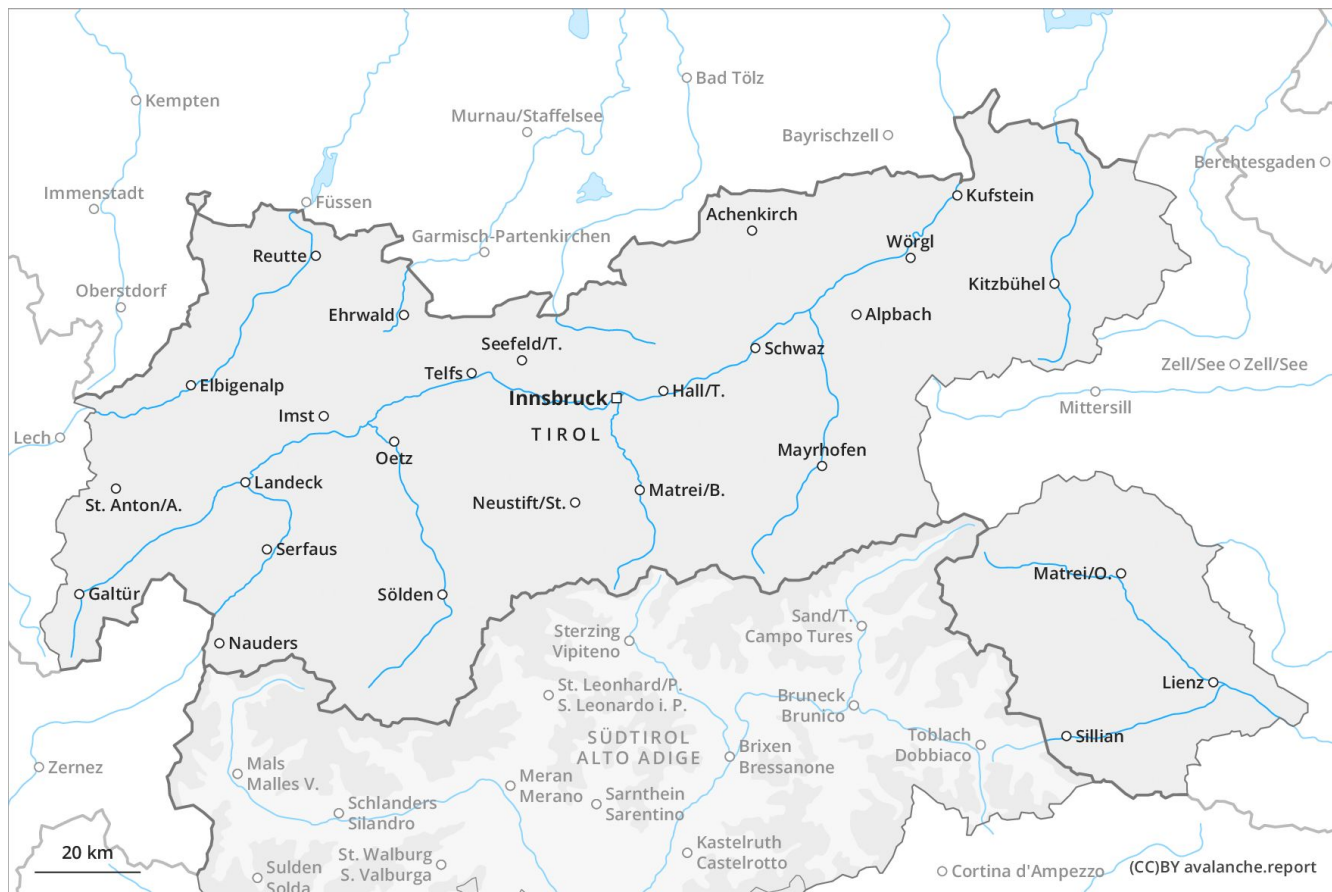 Kempten
Bad Tölz
Murnau/Staffelsee
Bayrischzell
Berchtesgaden
Immenstadt
Füssen
Kufstein
Achenkirch
Garmisch-Partenkirchen
Wörgl
Reutte
Kitzbühel
Oberstdorf
Ehrwald
Alpbach
Seefeld/T.
Schwaz
Zell/See
Zell/See
Telfs
Elbigenalp
Hall/T.
Innsbruck
Mittersill
Imst
TIROL
Lech
Oetz
Mayrhofen
Landeck
Matrei/B.
St. Anton/A.
Neustift/St.
Serfaus
Matrei/O.
Galtür
Sölden
Sand/T.
Campo Tures
Sterzing
Vipiteno
Nauders
Lienz
St. Leonhard/P.
S. Leonardo i. P.
Bruneck
Brunico
SÜDTIROL
ALTO ADIGE
Toblach
Dobbiaco
Sillian
Brixen
Bressanone
Zernez
Mals
Malles V.
Meran
Merano
Sarnthein
Sarentino
Schlanders
Silandro
Kastelruth
Castelrotto
20 km
St. Walburg
S. Valburga
Sulden
Solda
Cortina d'Ampezzo
(CC)BY avalanche.report